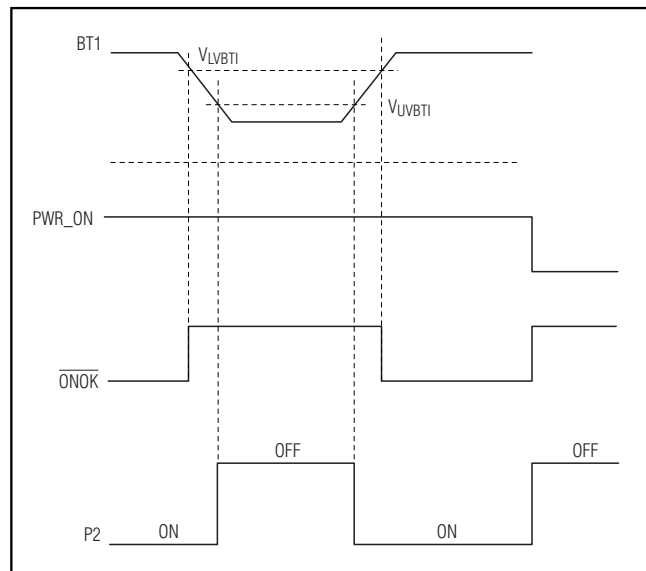 BT1
VLVBTI
VUVBTI
PWR_ON
ONOK
OFF
OFF
ON
ON
P2